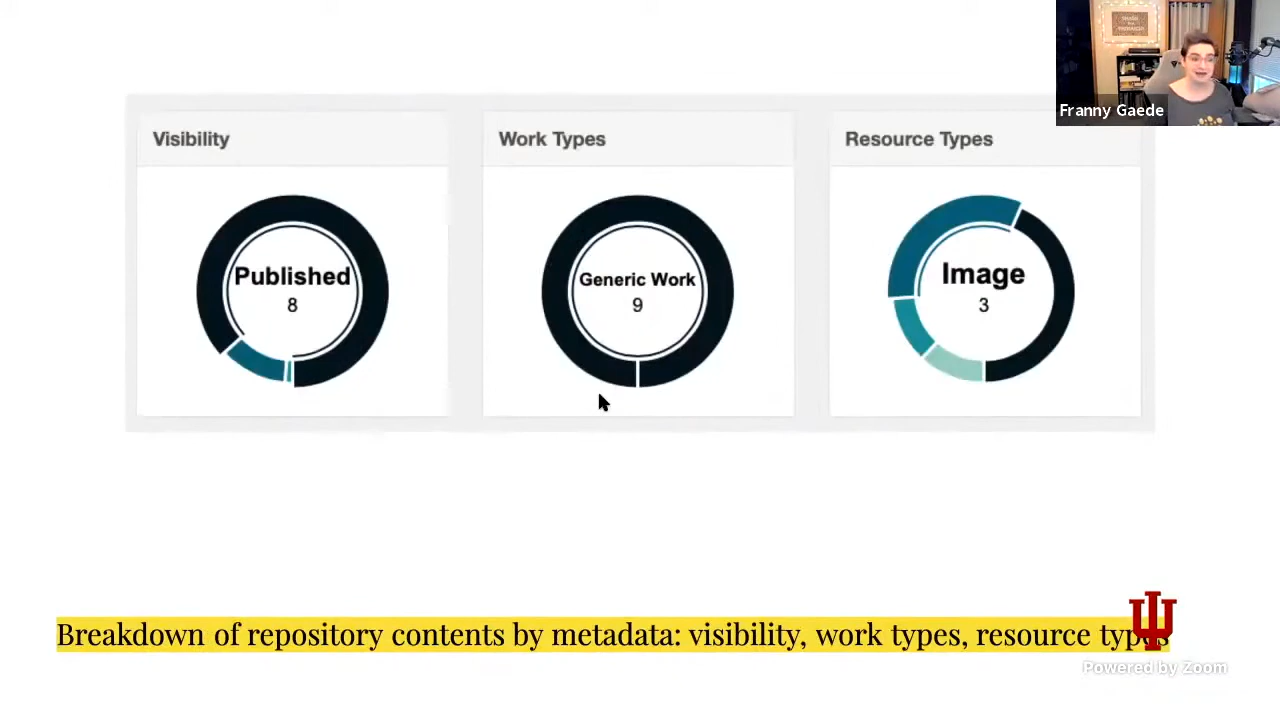 Franny Gaede
Visibility
Work Types
Resource Types
Published
8
Generic Work
9
Image
3
Breakdown of repository contents by metadata: visibility, work types, resource types
Powered by Zoom